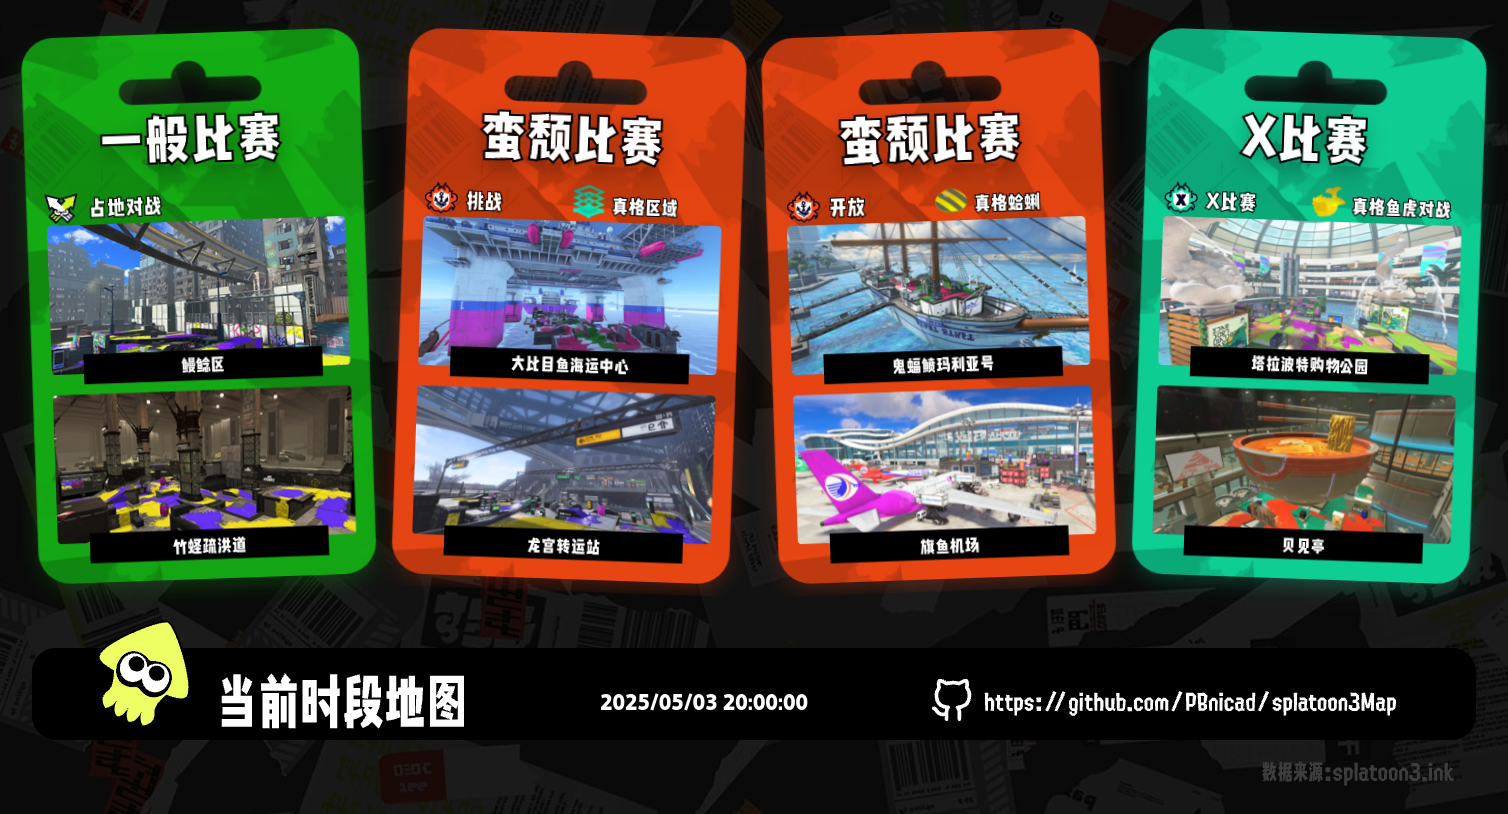 一般比赛
占地对战
鳗鲶区
竹蛏疏洪道
蛮颓比赛
挑战
真格区域
大比目鱼海运中心
龙宫转运站
蛮颓比赛
开放
真格蛤蜊
鬼蝠鲼玛利亚号
旗鱼机场
X比赛
X比赛
真格鱼虎对战
塔拉波特购物公园
贝见亭
当前时段地图
2025/05/03 20:00:00
https://github.com/PBnicad/splatoon3Map
数据来源:splatoon3.ink